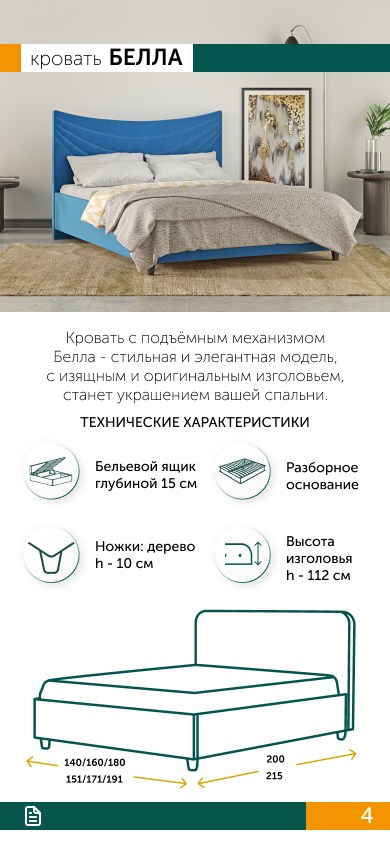 кровать БЕЛЛА
Кровать с подъёмным механизмом
Белла - стильная и элегантная модель,
с изящным и оригинальным изголовьем,
станет украшением вашей спальни.
ТЕХНИЧЕСКИЕ ХАРАКТЕРИСТИКИ
Бельевой ящик
глубиной 15 см
Разборное
основание
Ножки: дерево
h - 10 см
Высота
изголовья
h - 112 см
140/160/180
151/171/191
200
215
4